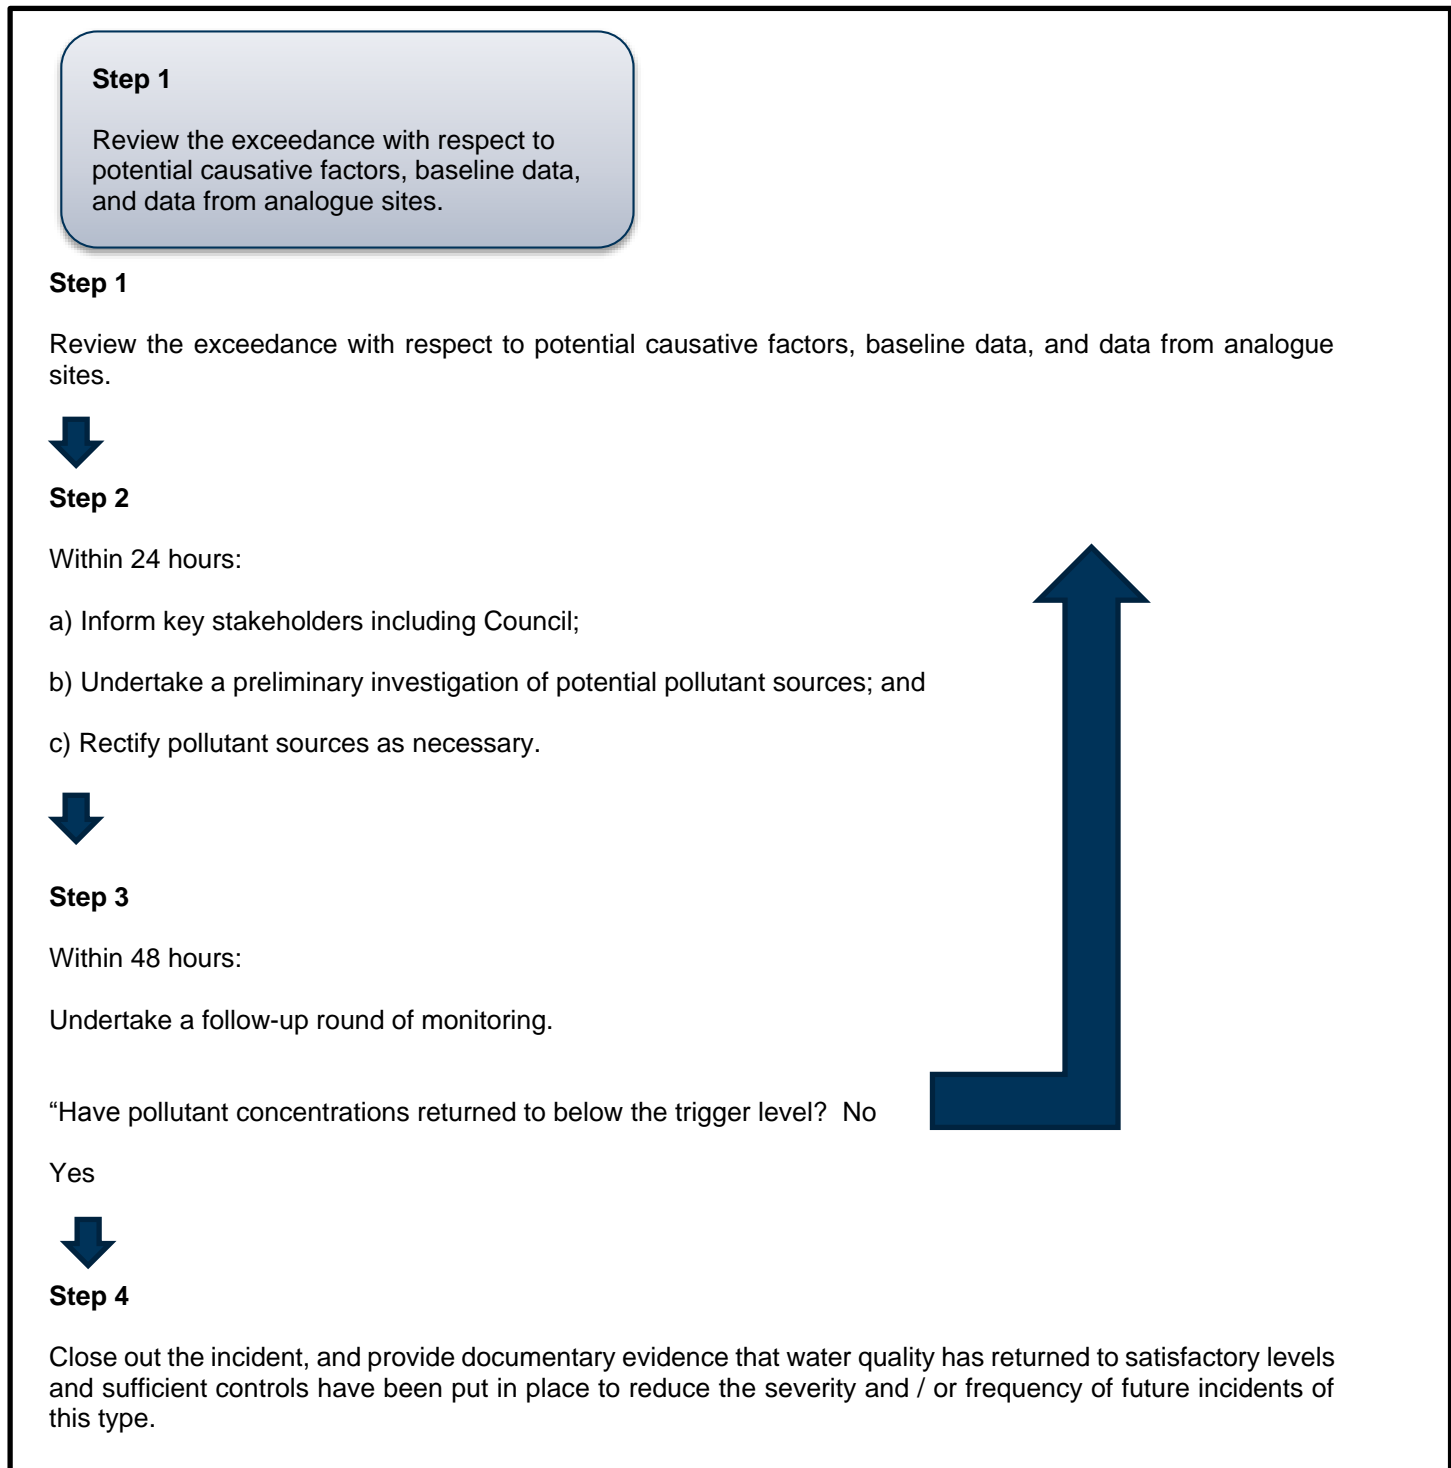 Step 1
Review the exceedance with respect to
potential causative factors, baseline data,
and data from analogue sites.
Step 1
Review the exceedance with respect to potential causative factors, baseline data, and data from analogue
sites.
Step 2
Within 24 hours:
a) Inform key stakeholders including Council;
b) Undertake a preliminary investigation of potential pollutant sources; and
c) Rectify pollutant sources as necessary.
Step 3
Within 48 hours:
Undertake a follow-up round of monitoring.
“Have pollutant concentrations returned to below the trigger level? No
Yes
Step 4
Close out the incident, and provide documentary evidence that water quality has returned to satisfactory levels
and sufficient controls have been put in place to reduce the severity and / or frequency of future incidents of
this type.